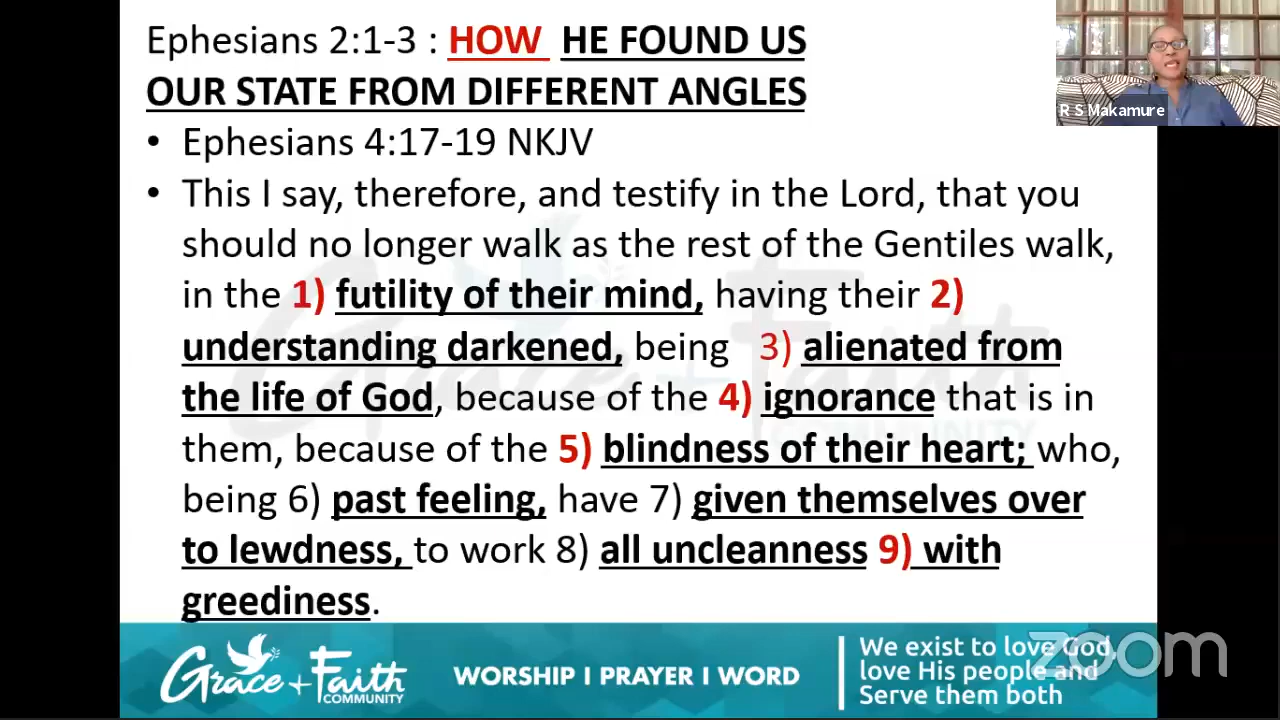 Ephesians 2:1-3 : HOW HE FOUND US
OUR STATE FROM DIFFERENT ANGLES
• Ephesians 4:17-19 NKJV
• This I say, therefore, and testify in the Lord, that you
should no longer walk as the rest of the Gentiles walk,
in the 1) futility of their mind, having their 2)
understanding darkened, being 3) alienated from
the life of God, because of the 4) ignorance that is in
them, because of the 5) blindness of their heart; who,
being 6) past feeling, have 7) given themselves over
to lewdness, to work 8) all uncleanness 9) with
greediness.
R S Makamure
Grace + Faith
COMMUNITY
Grace + Faith
COMMUNITY
WORSHIP I PRAYER I WORD
We exist to love God,
love His people and
Serve them both
zoom